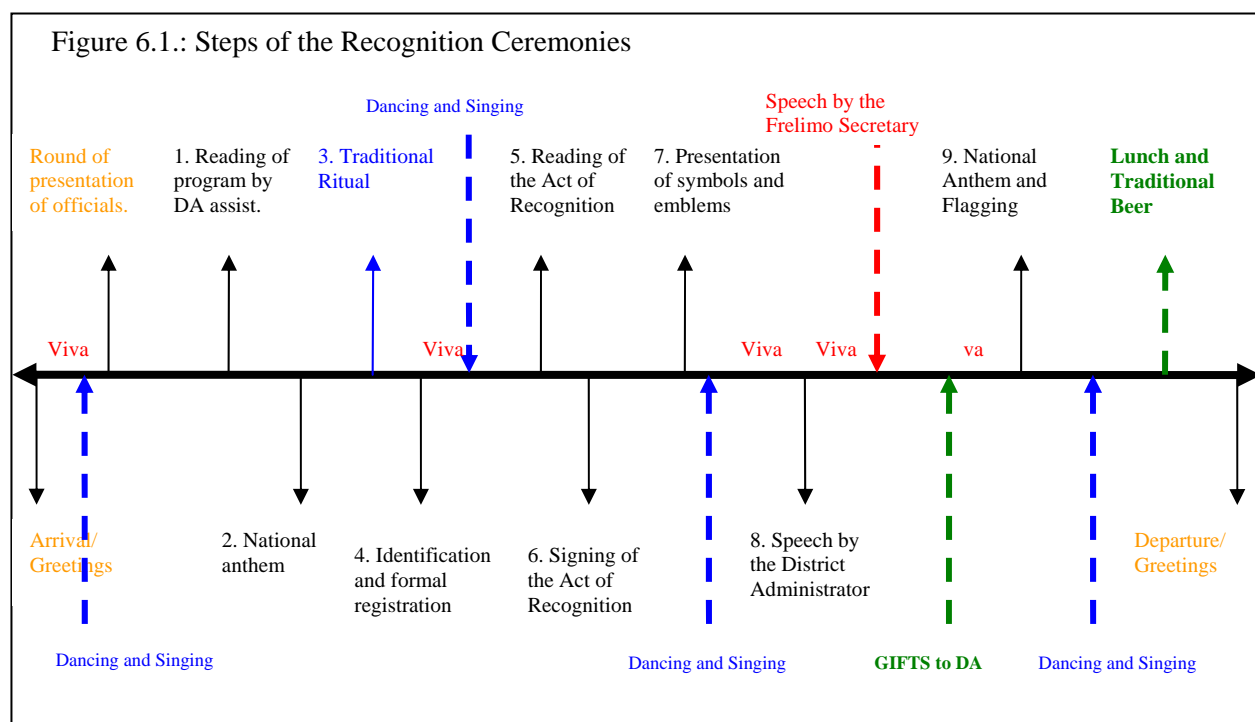 Figure 6.1.: Steps of the Recognition Ceremonies
Dancing and Singing
Speech by the
Frelimo Secretary
Round of
presentation
of officials.
1. Reading of
program by
DA assist.
3. Traditional
Ritual
5. Reading of
the Act of
Recognition
7. Presentation
of symbols and
emblems
9. National
Anthem and
Flagging
Lunch and
Traditional
Beer
Viva
Viva
Viva
Viva
va
Arrival/
Greetings
2. National
anthem
4. Identification
and formal
registration
6. Signing of
the Act of
Recognition
8. Speech by
the District
Administrator
Departure/
Greetings
Dancing and Singing
Dancing and Singing
GIFTS to DA
Dancing and Singing